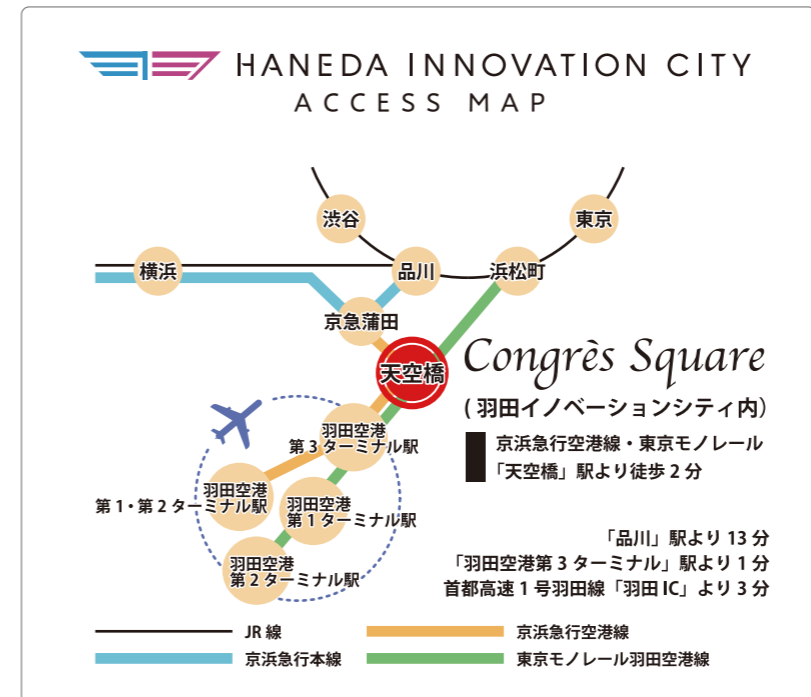 HANEDA INNOVATION CITY
ACCESS MAP
渋谷
東京
横浜
品川
浜松町
京急蒲田
天空橋
Congrès Square
(羽田イノベーションシティ内)
京浜急行空港線・東京モノレール
「天空橋」駅より徒歩 2 分
羽田空港
第 3 ターミナル駅
羽田空港
第 1・第 2 ターミナル駅
羽田空港
第 1 ターミナル駅
羽田空港
第 2 ターミナル駅
「品川」駅より 13 分
「羽田空港第 3 ターミナル」駅より 1 分
首都高速 1 号羽田線「羽田 IC」より 3 分
JR 線
京浜急行空港線
京浜急行本線
東京モノレール羽田空港線